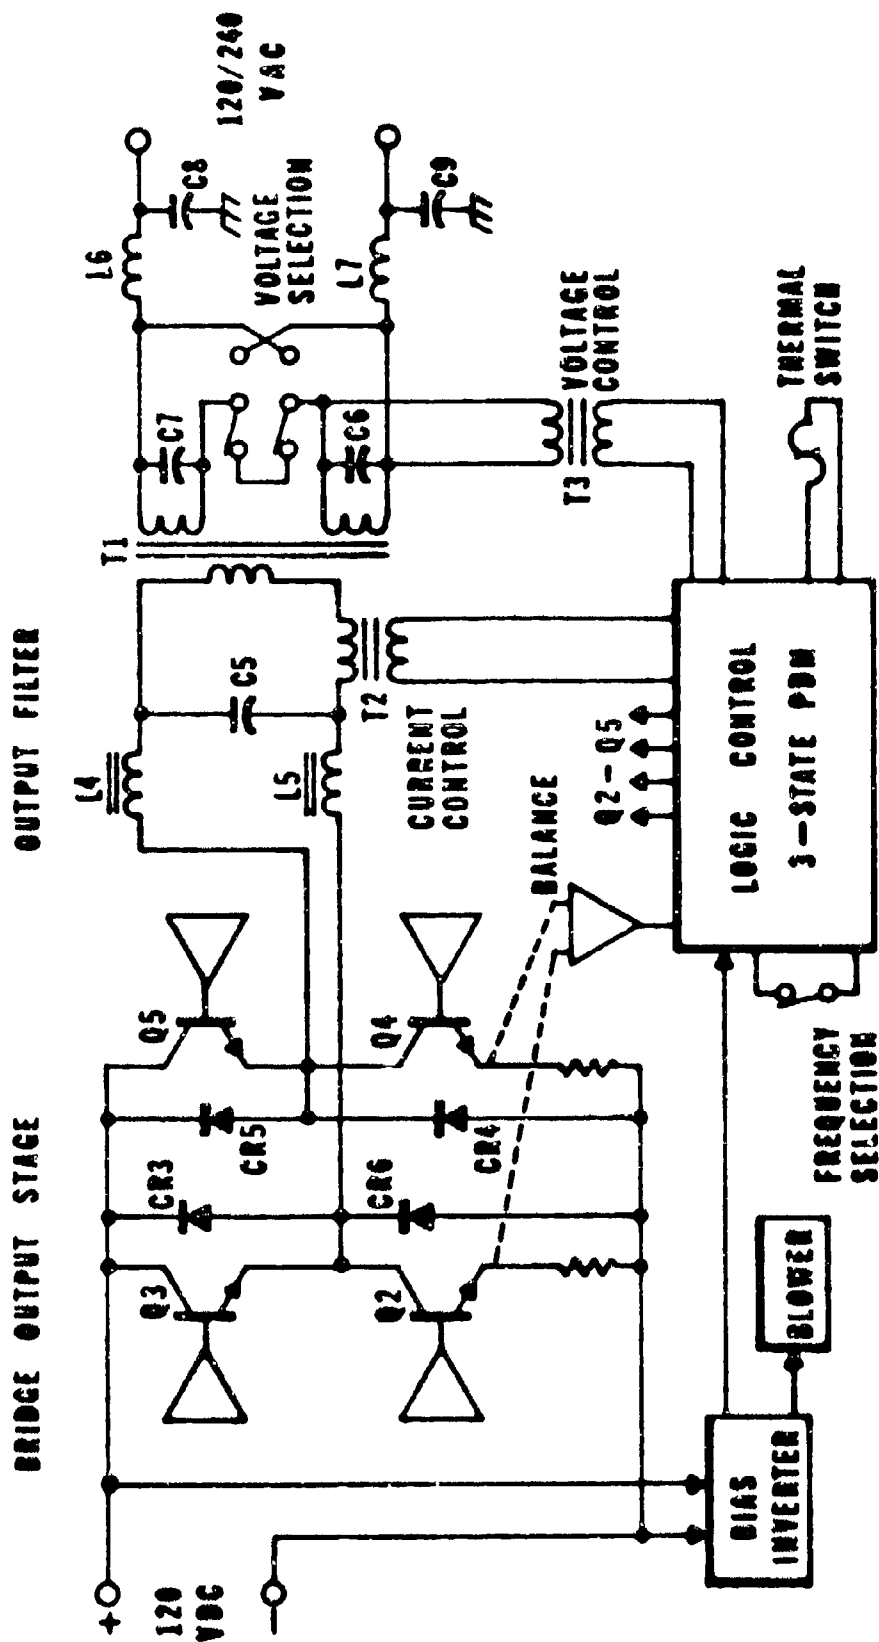 BRIDGE OUTPUT STAGE
OUTPUT FILTER
+
120
VDC
−
Q3
CR3
CR5
Q5
Q2
CR6
CR4
Q4
L4
L5
C5
T1
T2
CURRENT
CONTROL
C7
C6
L6
L7
C8
C9
120/240
VAC
VOLTAGE
SELECTION
T3
VOLTAGE
CONTROL
BALANCE
Q2-Q5
BIAS
INVERTER
BLOWER
FREQUENCY
SELECTION
LOGIC CONTROL
3-STATE PDM
THERMAL
SWITCH